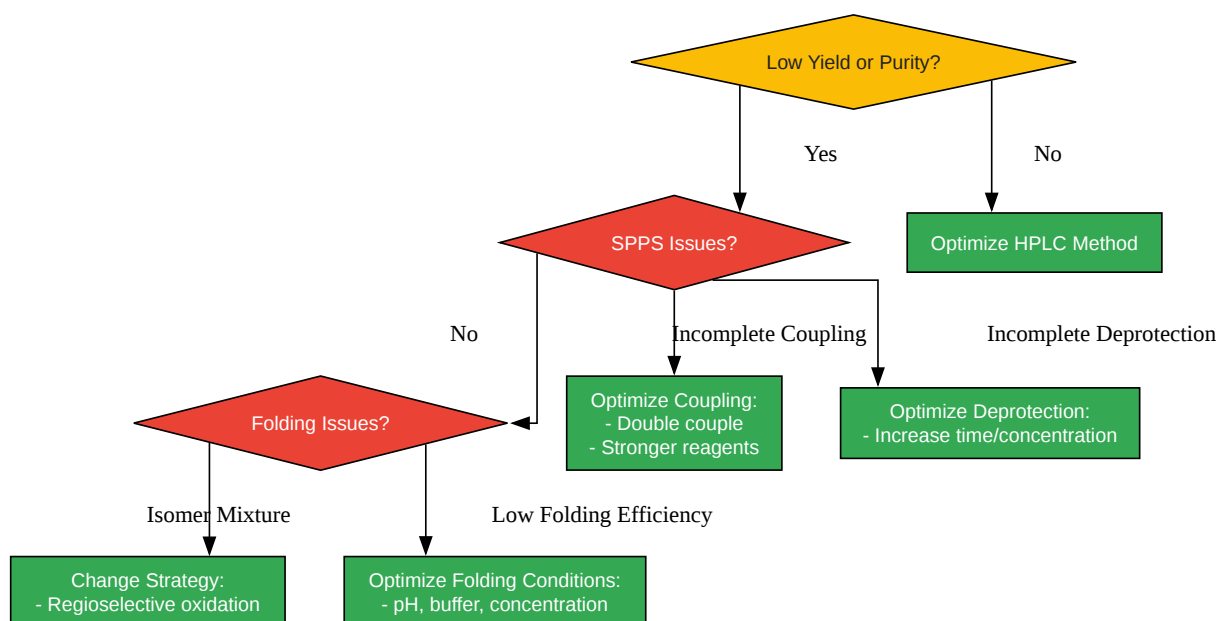 Low Yield or Purity?
Yes
No
SPPS Issues?
Optimize HPLC Method
No
Incomplete Coupling
Incomplete Deprotection
Folding Issues?
Optimize Coupling:
- Double couple
- Stronger reagents
Optimize Deprotection:
- Increase time/concentration
Isomer Mixture
Low Folding Efficiency
Change Strategy:
- Regioselective oxidation
Optimize Folding Conditions:
- pH, buffer, concentration